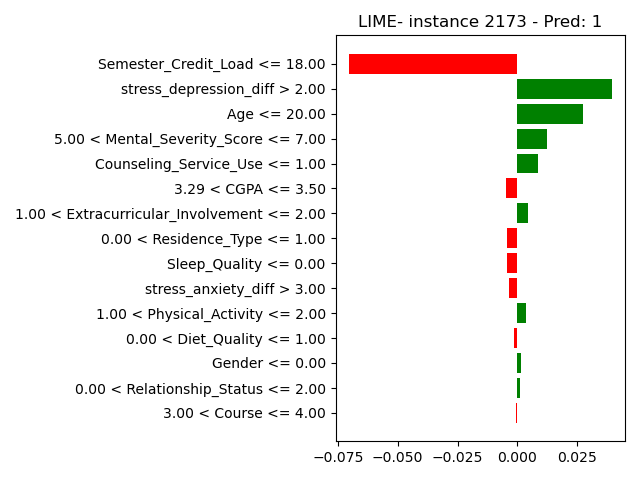 LIME- instance 2173 - Pred: 1
Semester_Credit_Load <= 18.00
stress_depression_diff > 2.00
Age <= 20.00
5.00 < Mental_Severity_Score <= 7.00
Counseling_Service_Use <= 1.00
3.29 < CGPA <= 3.50
1.00 < Extracurricular_Involvement <= 2.00
0.00 < Residence_Type <= 1.00
Sleep_Quality <= 0.00
stress_anxiety_diff > 3.00
1.00 < Physical_Activity <= 2.00
0.00 < Diet_Quality <= 1.00
Gender <= 0.00
0.00 < Relationship_Status <= 2.00
3.00 < Course <= 4.00
−0.075 −0.050 −0.025 0.000 0.025